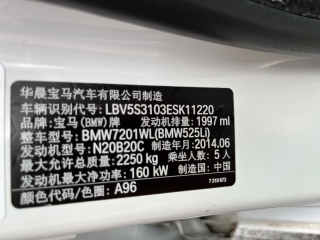 华晨宝马汽车有限公司制造
车辆识别代号: LBV5S3103ESK11220
品牌: 宝马(BMW)牌 发动机排量: 1997 ml
整车型号: BMW7201WL(BMW525Li)
发动机型号: N20B20C 制造年月: 2014.06
最大允许总质量: 2250 kg 乘坐人数: 5 人
发动机最大净功率: 160 kW 制造国: 中国
颜色代码/色圈: A96
7 310 673